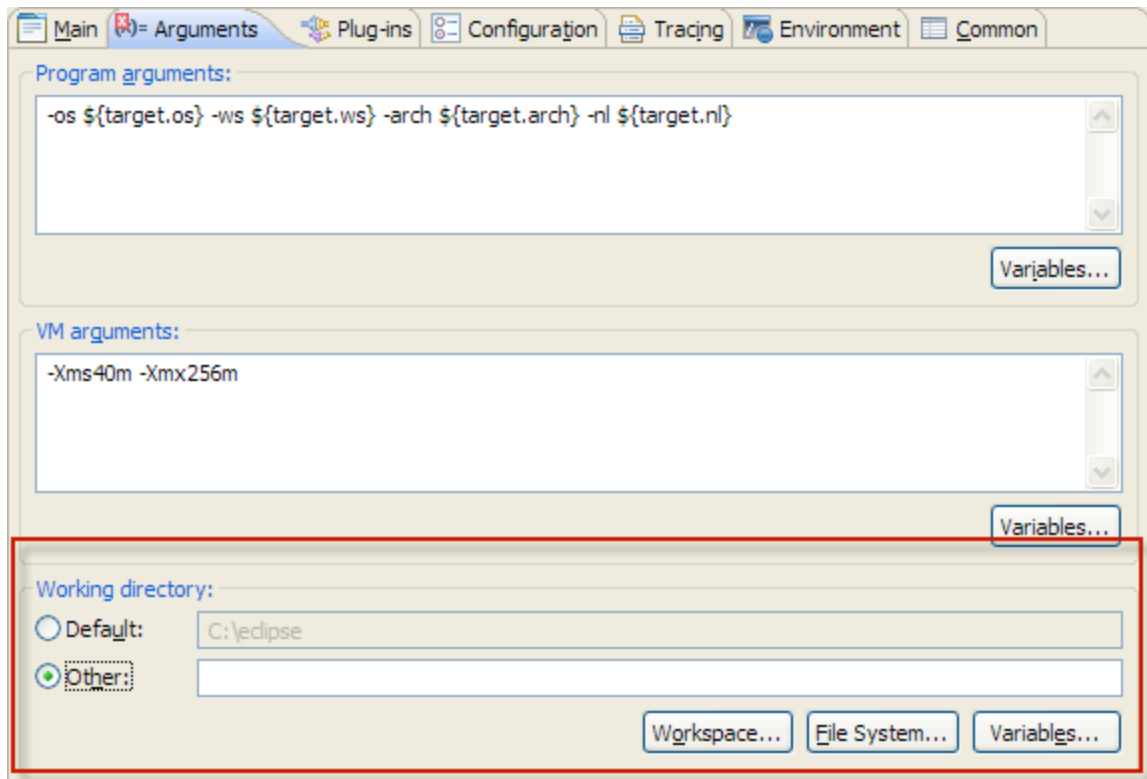 Main (x)= Arguments Plug-ins Configuration Tracing Environment Common
Program arguments:
-os ${target.os} -ws ${target.ws} -arch ${target.arch} -nl ${target.nl}
Variables...
VM arguments:
-Xms40m -Xmx256m
Variables...
Working directory:
Default: C:\eclipse
Other:
Workspace... File System... Variables...